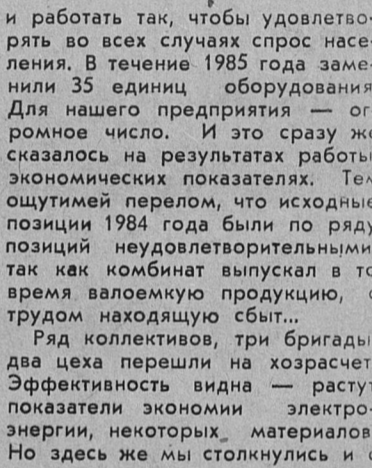 и работать так, чтобы удовлетво-
рять во всех случаях спрос насе-
ления. В течение 1985 года заме-
нили 35 единиц оборудования
Для нашего предприятия — ог-
ромное число. И это сразу же
сказалось на результатах работы
экономических показателях. Тем
ощутимей перелом, что исходные
позиции 1984 года были по ряду
позиций неудовлетворительными
так как комбинат выпускал в то
время валоемкую продукцию, с
трудом находящую сбыт...
Ряд коллективов, три бригады
два цеха перешли на хозрасчет
Эффективность видна — растут
показатели экономии электро-
энергии, некоторых материалов
Но здесь же мы столкнулись и с